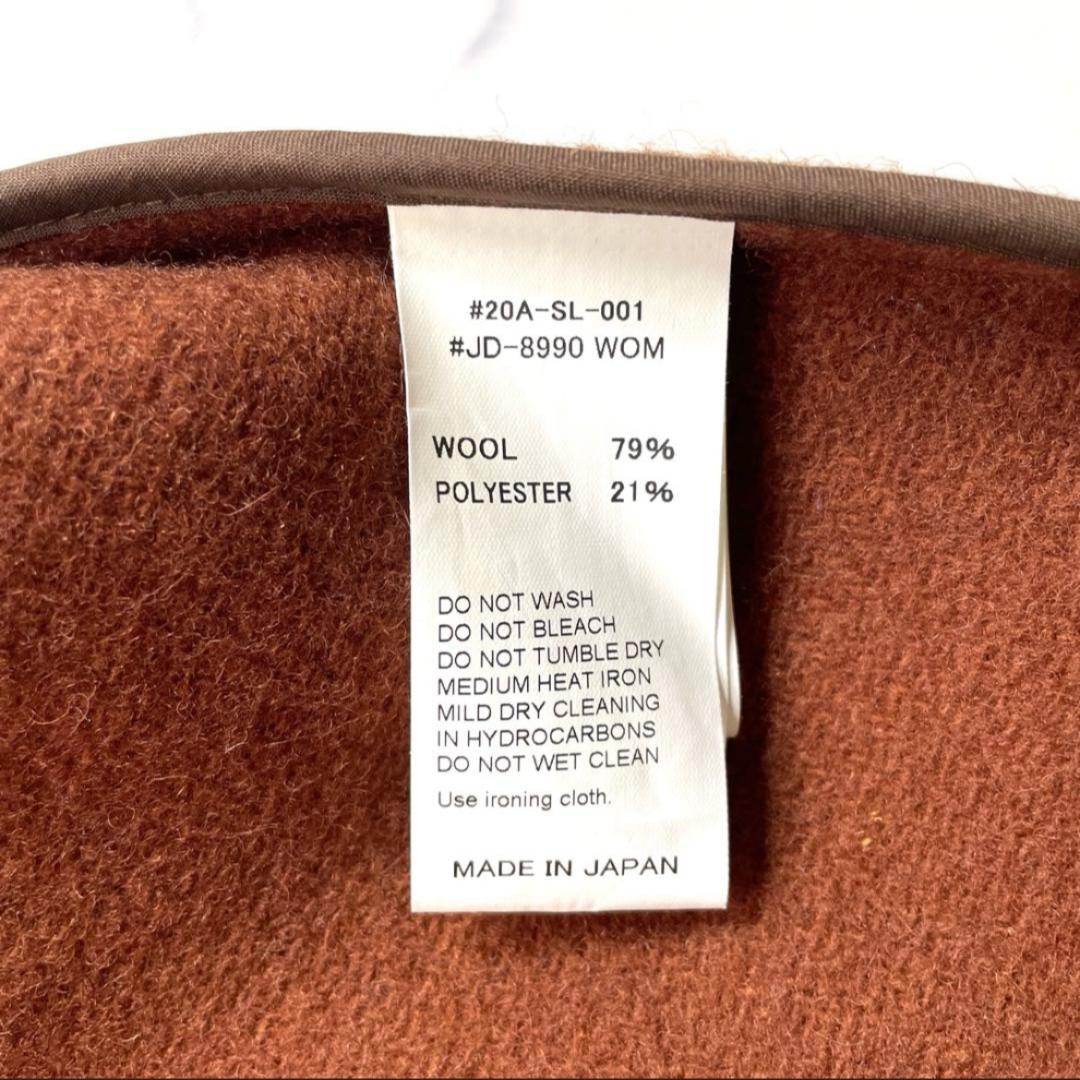 #20A-SL-001
#JD-8990 WOM
WOOL 79%
POLYESTER 21%
DO NOT WASH
DO NOT BLEACH
DO NOT TUMBLE DRY
MEDIUM HEAT IRON
MILD DRY CLEANING
IN HYDROCARBONS
DO NOT WET CLEAN
Use ironing cloth.
MADE IN JAPAN